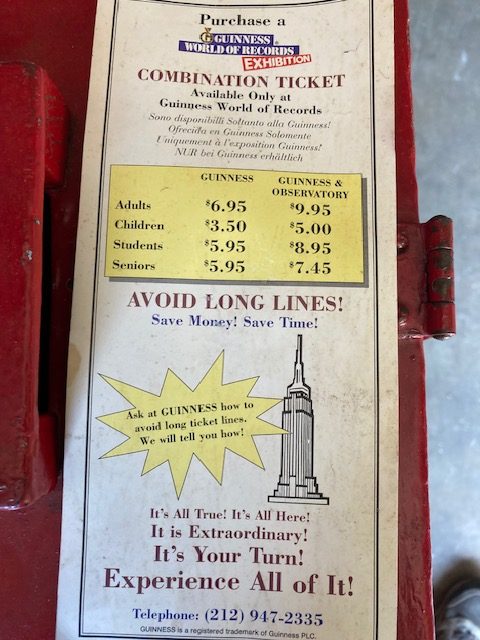 Purchase a
GUINNESS
WORLD OF RECORDS
EXHIBITION
COMBINATION TICKET
Available Only at
Guinness World of Records
Sono disponibilli Soltanto alla Guinness!
Ofrecida en Guinness Solomente
Uniquement à l'exposition Guinness!
NUR bei Guinness erhältlich
GUINNESS GUINNESS &
OBSERVATORY
Adults $6.95 $9.95
Children $3.50 $5.00
Students $5.95 $8.95
Seniors $5.95 $7.45
AVOID LONG LINES!
Save Money! Save Time!
Ask at GUINNESS how to
avoid long ticket lines.
We will tell you how!
It's All True! It's All Here!
It is Extraordinary!
It's Your Turn!
Experience All of It!
Telephone: (212) 947-2335
GUINNESS is a registered trademark of Guinness PLC.